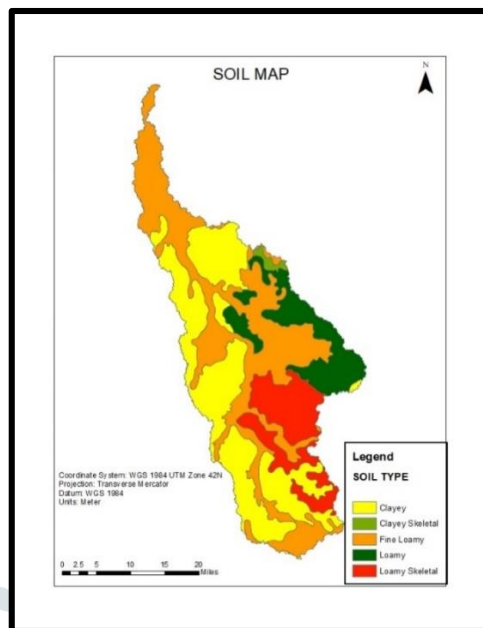 SOIL MAP
N
Coordinate System: WGS 1984 UTM Zone 42N
Projection: Transverse Mercator
Datum: WGS 1984
Units: Meter
0 2.5 5 10 15 20
Miles
Legend
SOIL TYPE
Clayey
Clayey Skeletal
Fine Loamy
Loamy
Loamy Skeletal